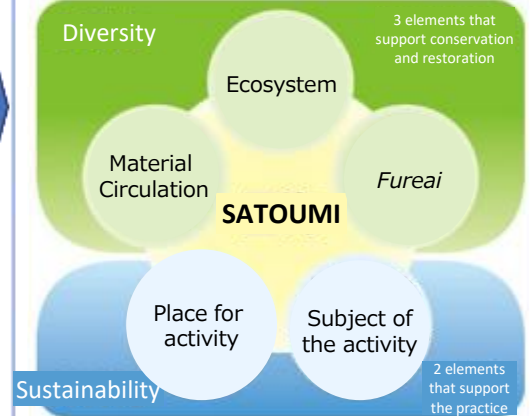 Diversity
3 elements that
support conservation
and restoration
Ecosystem
Material
Circulation
Fureai
SATOUMI
Place for
activity
Subject of
the activity
Sustainability
2 elements
that support
the practice